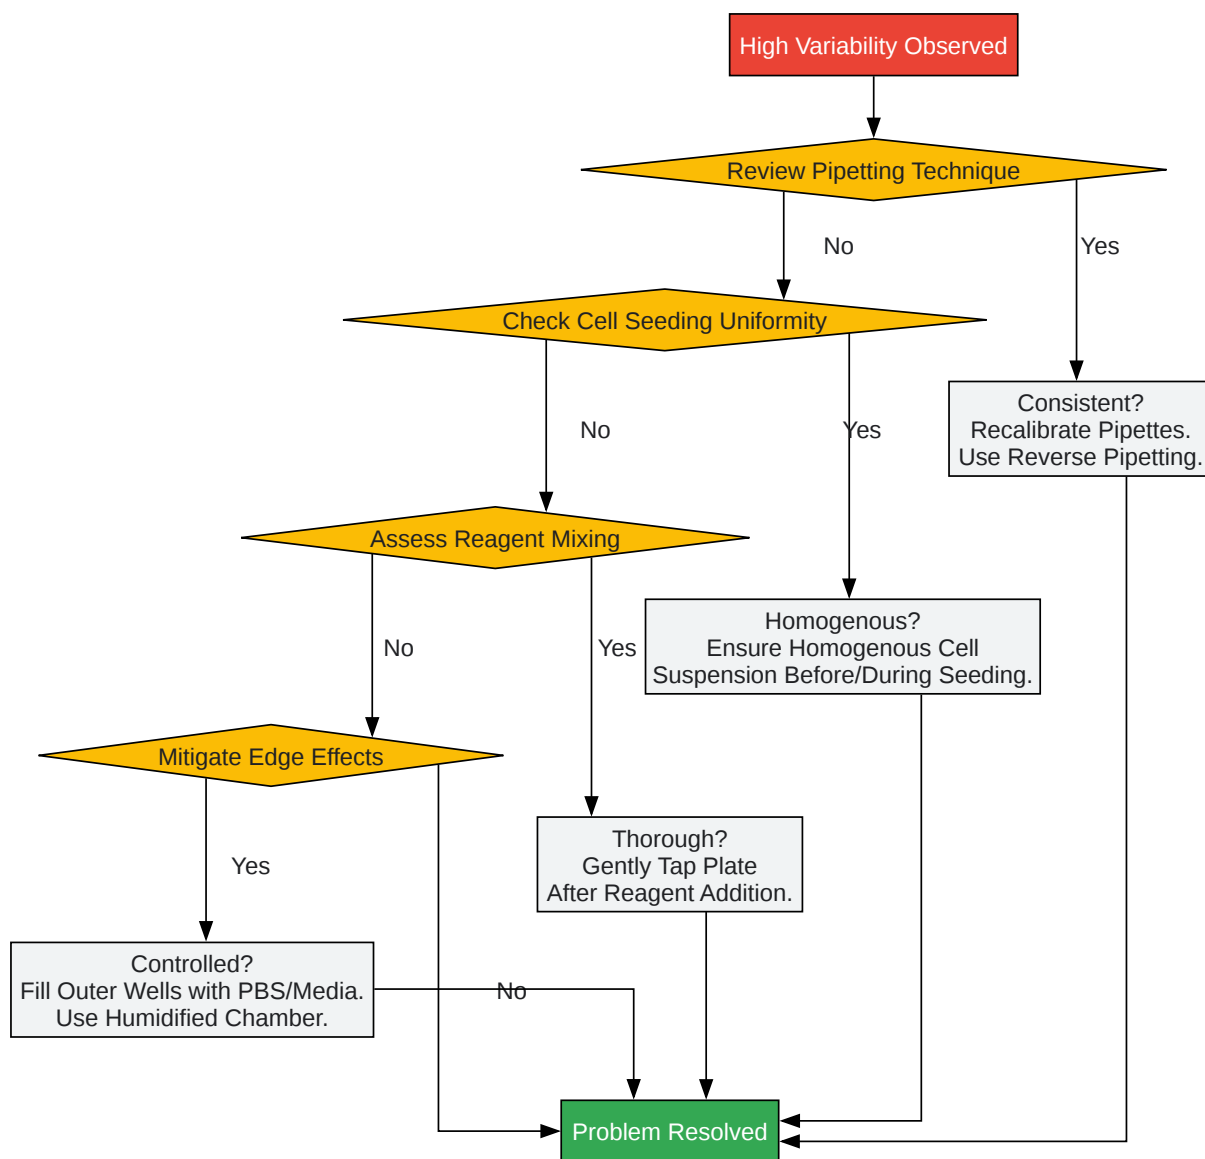 High Variability Observed
Review Pipetting Technique
No
Yes
Check Cell Seeding Uniformity
Consistent?
Recalibrate Pipettes.
Use Reverse Pipetting.
No
Yes
Assess Reagent Mixing
Homogenous?
Ensure Homogenous Cell
Suspension Before/During Seeding.
No
Yes
Mitigate Edge Effects
Thorough?
Gently Tap Plate
After Reagent Addition.
Yes
Controlled?
Fill Outer Wells with PBS/Media.
Use Humidified Chamber.
No
Problem Resolved